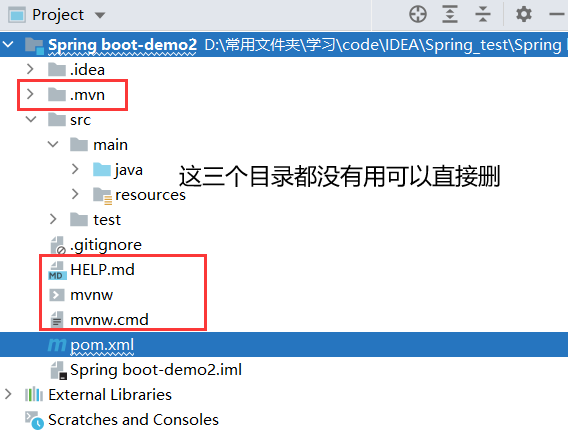 Project
Spring boot-demo2 D:\常用文件夹\学习\code\IDEA\Spring_test\Spring
.idea
.mvn
src
main
java
这三个目录都没有用可以直接删
resources
test
.gitignore
MD HELP.md
mvnw
mvnw.cmd
m pom.xml
Spring boot-demo2.iml
External Libraries
Scratches and Consoles